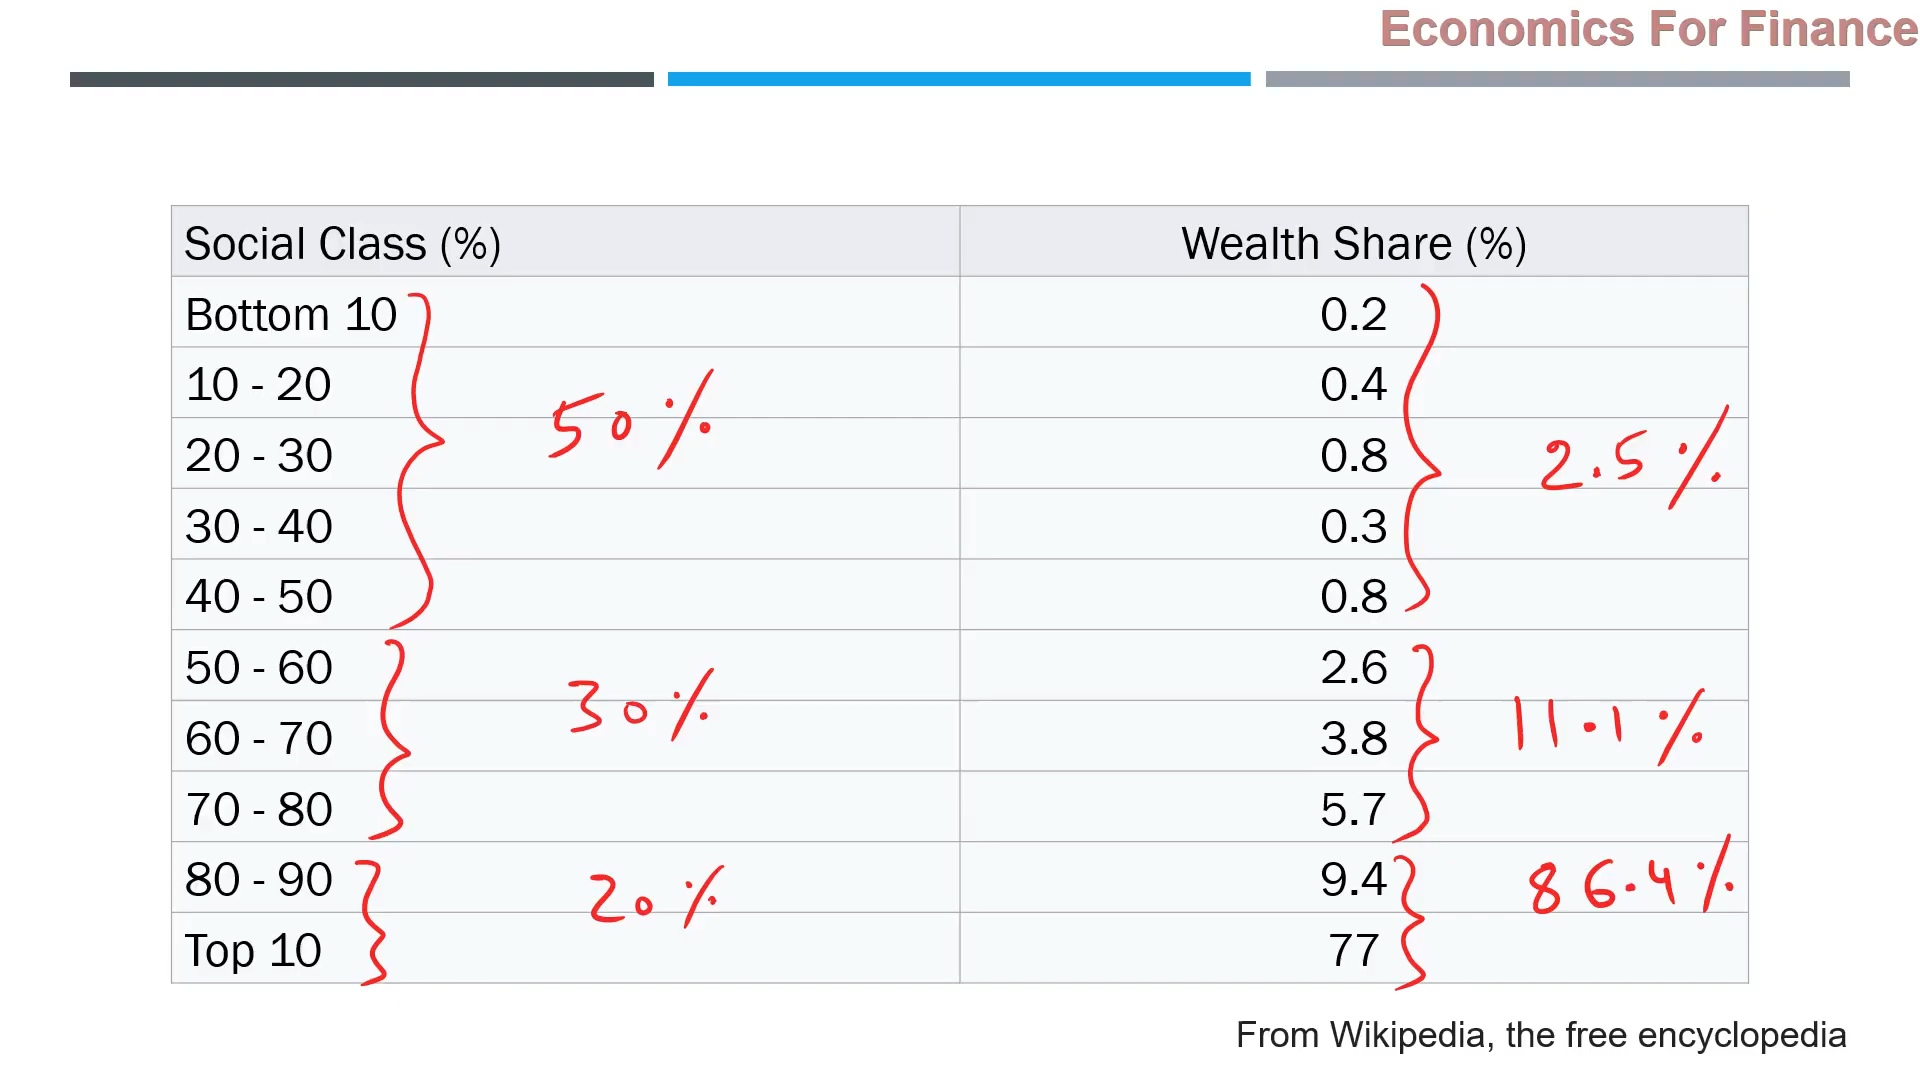 Economics For Finance
Social Class (%) Wealth Share (%)
Bottom 10 0.2
10 - 20 0.4
50%
20 - 30 0.8
2.5%
30 - 40 0.3
40 - 50 0.8
50 - 60 2.6
30% 11.1%
60 - 70 3.8
70 - 80 5.7
80 - 90 9.4 86.4%
20%
Top 10 77
From Wikipedia, the free encyclopedia